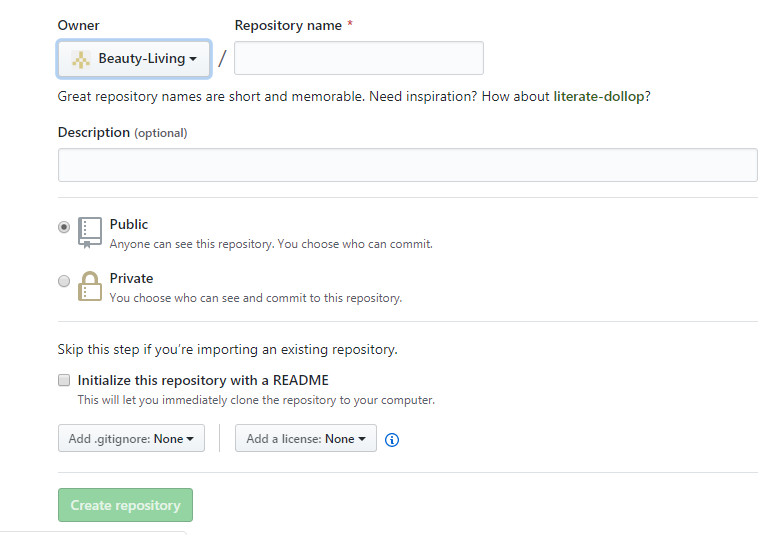 Owner
Repository name *
Beauty-Living /
Great repository names are short and memorable. Need inspiration? How about literate-dollop?
Description (optional)
Public
Anyone can see this repository. You choose who can commit.
Private
You choose who can see and commit to this repository.
Skip this step if you’re importing an existing repository.
Initialize this repository with a README
This will let you immediately clone the repository to your computer.
Add .gitignore: None
Add a license: None
Create repository